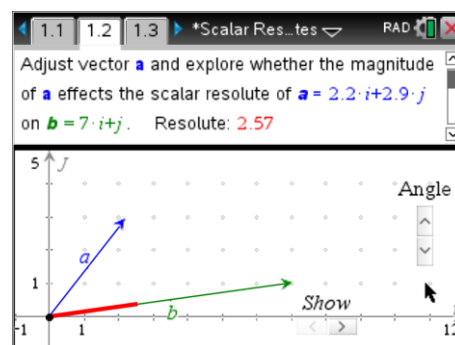 1.1 1.2 1.3 *Scalar Res...tes RAD
Adjust vector a and explore whether the magnitude
of a effects the scalar resolute of a = 2.2·i+2.9·j
on b = 7·i+j. Resolute: 2.57
5 J
Angle
a
1
b
Show
-1 1 12